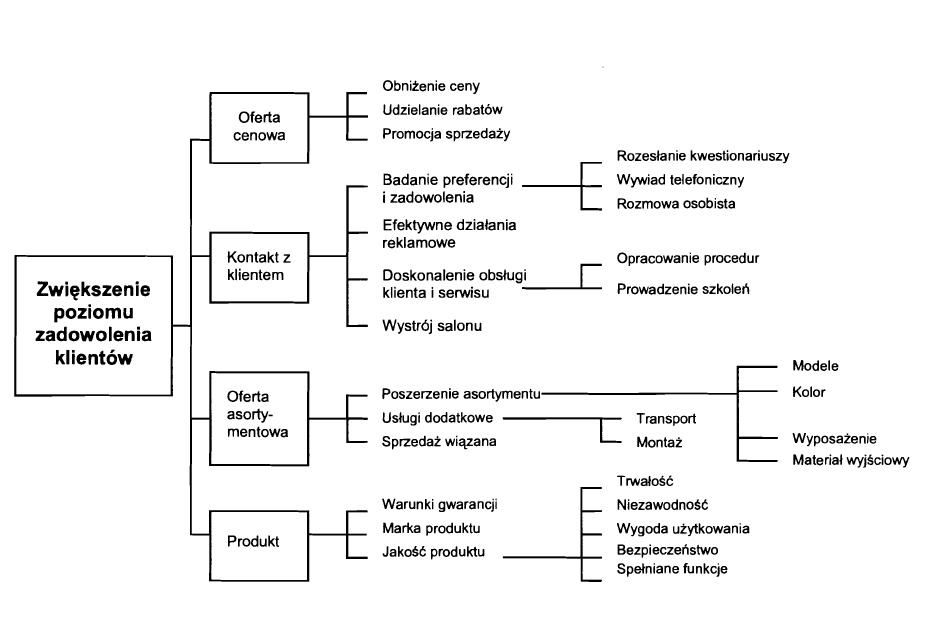 Zwiększenie
poziomu
zadowolenia
klientów
Oferta
cenowa
Obniżenie ceny
Udzielanie rabatów
Promocja sprzedaży
Kontakt z
klientem
Badanie preferencji
i zadowolenia
Rozesłanie kwestionariuszy
Wywiad telefoniczny
Rozmowa osobista
Efektywne działania
reklamowe
Doskonalenie obsługi
klienta i serwisu
Opracowanie procedur
Prowadzenie szkoleń
Wystrój salonu
Oferta
asorty-
mentowa
Poszerzenie asortymentu
Modele
Kolor
Wyposażenie
Materiał wyjściowy
Usługi dodatkowe
Transport
Montaż
Sprzedaż wiązana
Produkt
Warunki gwarancji
Marka produktu
Jakość produktu
Trwałość
Niezawodność
Wygoda użytkowania
Bezpieczeństwo
Spełniane funkcje